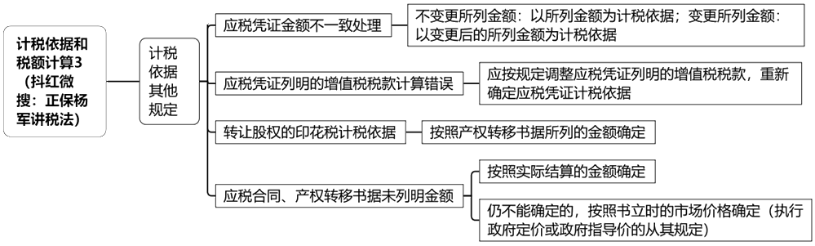 计税依据和
税额计算3
（抖红微
搜：正保杨
军讲税法）
计税
依据
其他
规定
应税凭证金额不一致处理
不变更所列金额：以所列金额为计税依据；变更所列金额：
以变更后的所列金额为计税依据
应税凭证列明的增值税税款计算错误
应按规定调整应税凭证列明的增值税税款，重新
确定应税凭证计税依据
转让股权的印花税计税依据
按照产权转移书据所列的金额确定
应税合同、产权转移书据未列明金额
按照实际结算的金额确定
仍不能确定的，按照书立时的市场价格确定（执行
政府定价或政府指导价的从其规定）